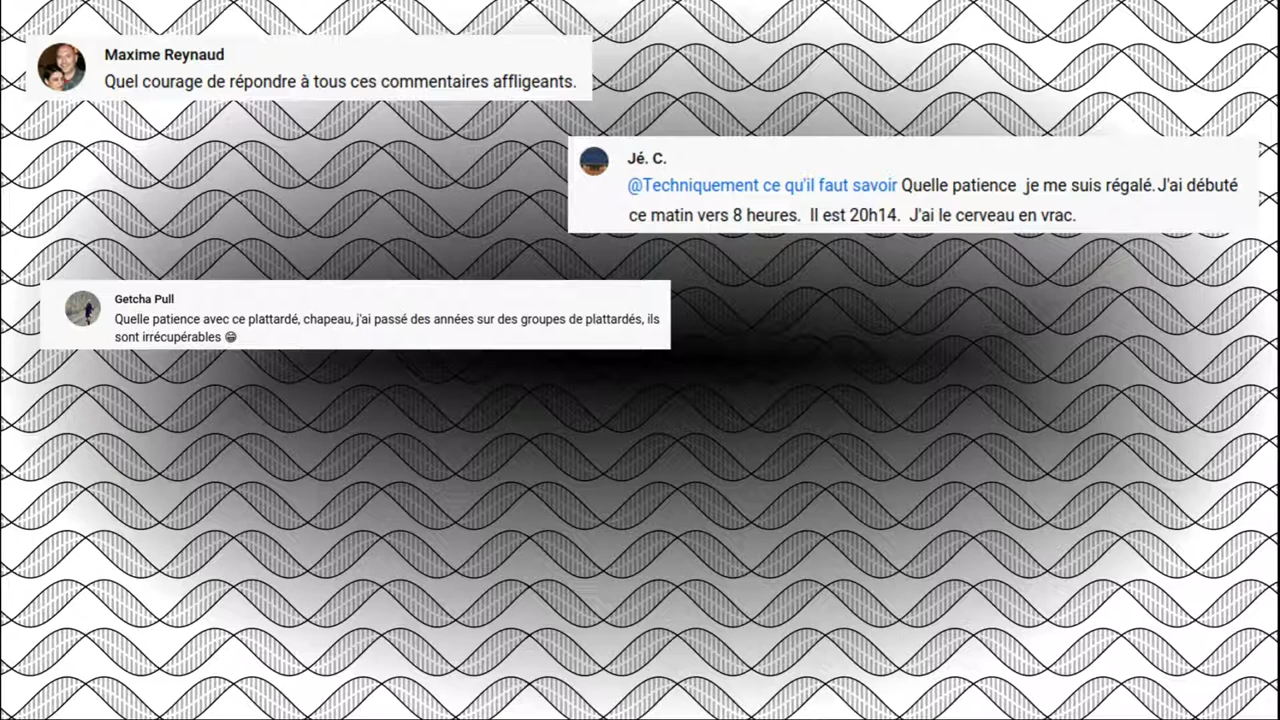 Maxime Reynaud
Quel courage de répondre à tous ces commentaires affligeants.
Jé. C.
@Techniquement ce qu'il faut savoir Quelle patience je me suis régalé. J'ai débuté
ce matin vers 8 heures. Il est 20h14. J'ai le cerveau en vrac.
Getcha Pull
Quelle patience avec ce plattardé, chapeau, j'ai passé des années sur des groupes de plattardés, ils
sont irrécupérables 😁